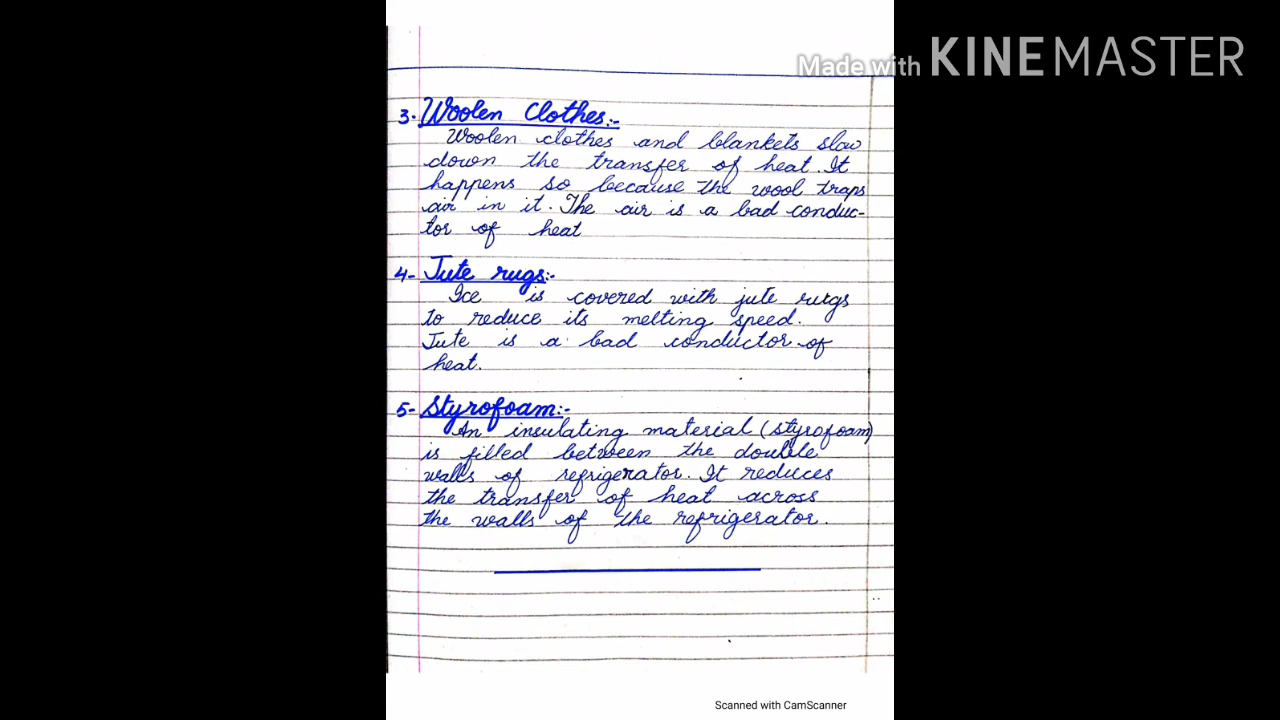 Made with KINEMASTER
3. Woolen Clothes:-
Woolen clothes and blankets slow
down the transfer of heat. It
happens so because the wool traps
air in it. The air is a bad conduc-
tor of heat
4- Jute rugs:-
Ice is covered with jute rugs
to reduce its melting speed.
Jute is a bad conductor of
heat.
5- Styrofoam:-
An insulating material (styrofoam)
is filled between the double
walls of refrigerator. It reduces
the transfer of heat across
the walls of the refrigerator.
Scanned with CamScanner